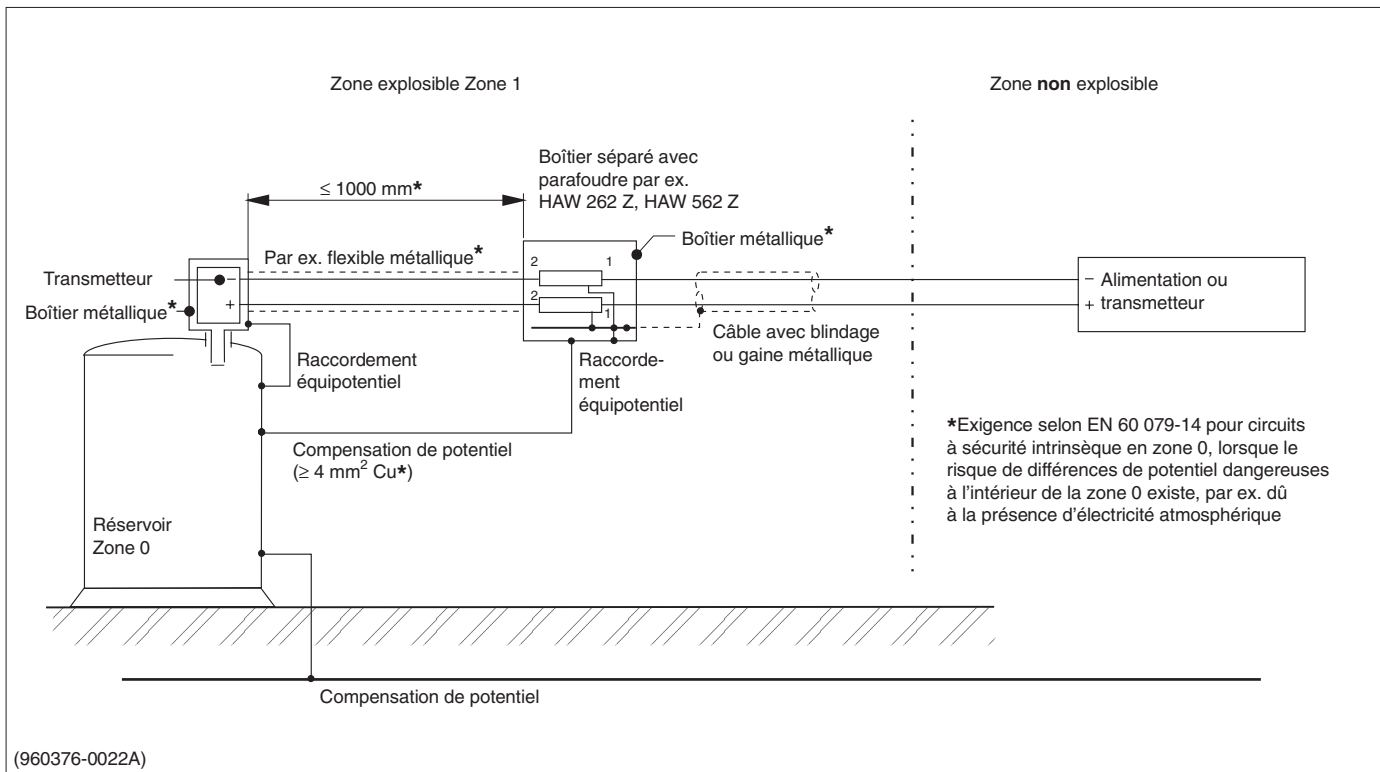 Zone explosible Zone 1
Zone non explosible
Boîtier séparé avec
parafoudre par ex.
HAW 262 Z, HAW 562 Z
≤ 1000 mm*
Boîtier métallique*
Par ex. flexible métallique*
2
1
Transmetteur
–
– Alimentation ou
+ transmetteur
+
2
1
Boîtier métallique*
Câble avec blindage
ou gaine métallique
Raccordement
équipotentiel
Raccorde-
ment
équipotentiel
*Exigence selon EN 60 079-14 pour circuits
à sécurité intrinsèque en zone 0, lorsque le
risque de différences de potentiel dangereuses
à l'intérieur de la zone 0 existe, par ex. dû
à la présence d'électricité atmosphérique
Compensation de potentiel
(≥ 4 mm² Cu*)
Réservoir
Zone 0
Compensation de potentiel
(960376-0022A)